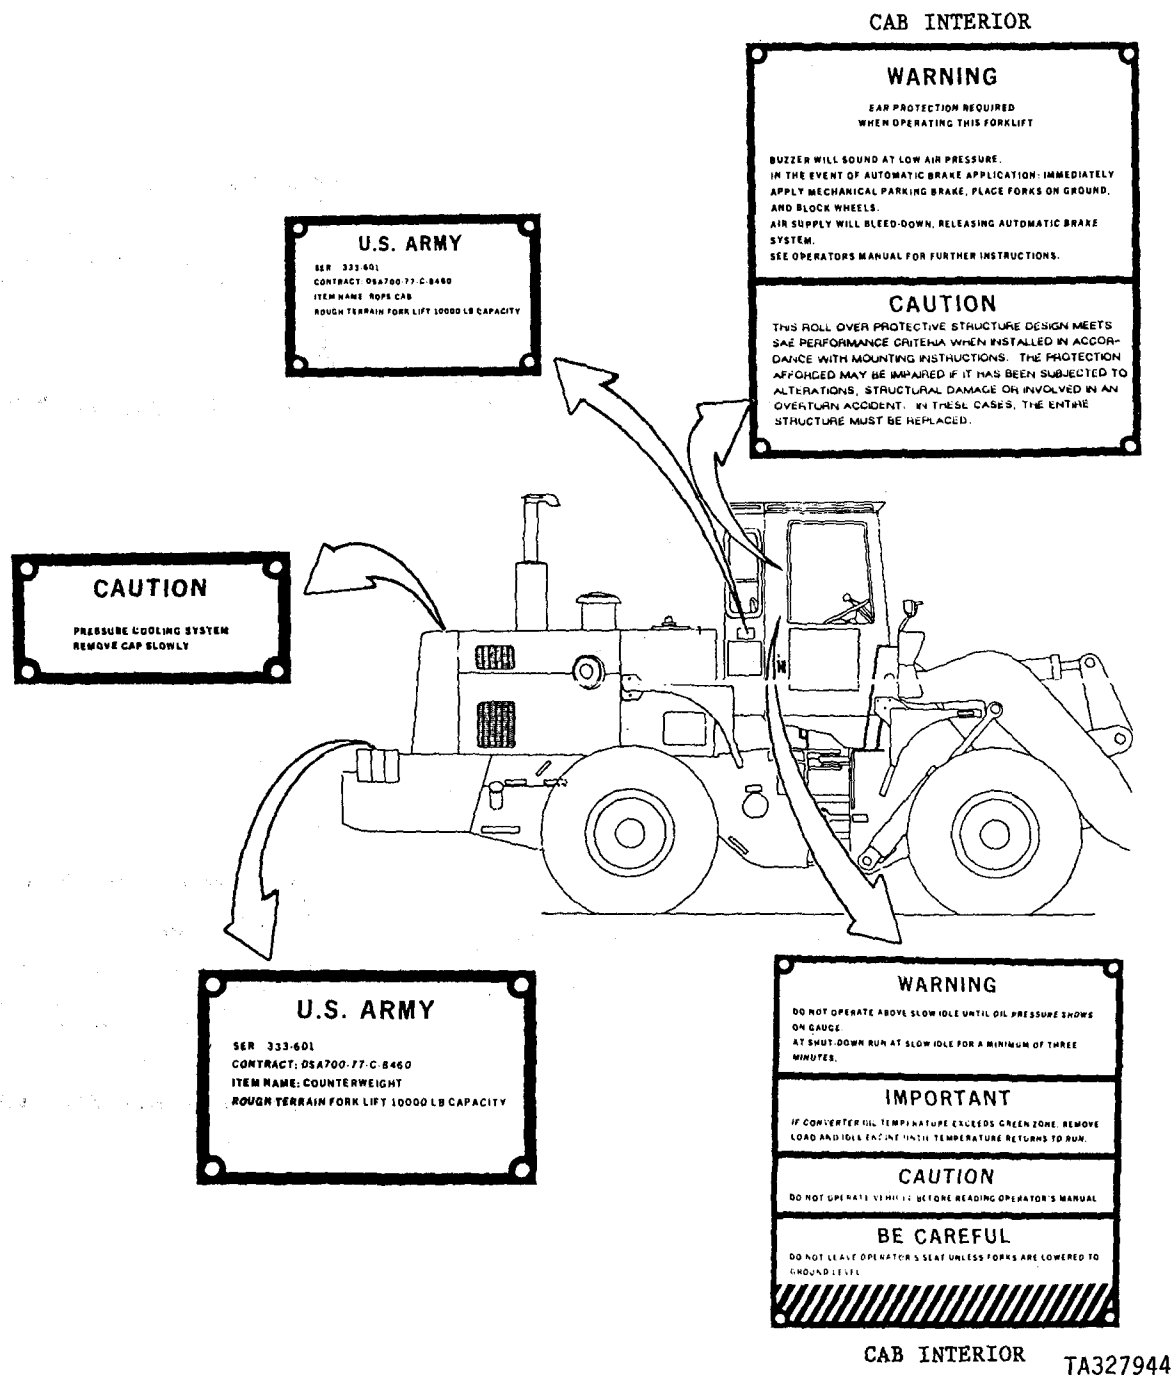 CAB INTERIOR
WARNING
EAR PROTECTION REQUIRED
WHEN OPERATING THIS FORKLIFT
BUZZER WILL SOUND AT LOW AIR PRESSURE.
IN THE EVENT OF AUTOMATIC BRAKE APPLICATION: IMMEDIATELY
APPLY MECHANICAL PARKING BRAKE, PLACE FORKS ON GROUND,
AND BLOCK WHEELS.
AIR SUPPLY WILL BLEED-DOWN, RELEASING AUTOMATIC BRAKE
SYSTEM.
SEE OPERATORS MANUAL FOR FURTHER INSTRUCTIONS.
CAUTION
THIS ROLL OVER PROTECTIVE STRUCTURE DESIGN MEETS
SAE PERFORMANCE CRITERIA WHEN INSTALLED IN ACCOR-
DANCE WITH MOUNTING INSTRUCTIONS. THE PROTECTION
AFFORDED MAY BE IMPAIRED IF IT HAS BEEN SUBJECTED TO
ALTERATIONS, STRUCTURAL DAMAGE OR INVOLVED IN AN
OVERTURN ACCIDENT. IN THESE CASES, THE ENTIRE
STRUCTURE MUST BE REPLACED.
U.S. ARMY
SER 333-601
CONTRACT: DSA700-77-C-8460
ITEM NAME: ROPS CAB
ROUGH TERRAIN FORK LIFT 10000 LB CAPACITY
CAUTION
PRESSURE COOLING SYSTEM
REMOVE CAP SLOWLY
U.S. ARMY
SER 333-601
CONTRACT: DSA700-77-C-8460
ITEM NAME: COUNTERWEIGHT
ROUGH TERRAIN FORK LIFT 10000 LB CAPACITY
WARNING
DO NOT OPERATE ABOVE SLOW IDLE UNTIL OIL PRESSURE SHOWS
ON GAUGE.
AT SHUT-DOWN RUN AT SLOW IDLE FOR A MINIMUM OF THREE
MINUTES.
IMPORTANT
IF CONVERTER OIL TEMPERATURE EXCEEDS GREEN ZONE, REMOVE
LOAD AND IDLE ENGINE UNTIL TEMPERATURE RETURNS TO RUN.
CAUTION
DO NOT OPERATE VEHICLE BEFORE READING OPERATOR'S MANUAL
BE CAREFUL
DO NOT LEAVE OPERATOR'S SEAT UNLESS FORKS ARE LOWERED TO
GROUND LEVEL
CAB INTERIOR
TA327944